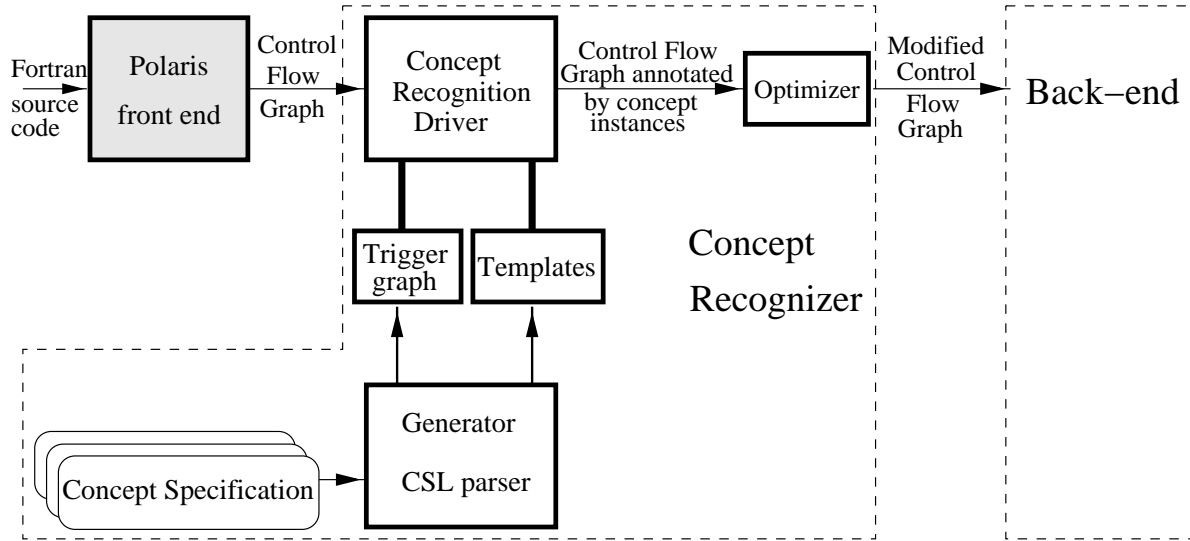 Fortran
source
code
Polaris
front end
Control
Flow
Graph
Concept
Recognition
Driver
Control Flow
Graph annotated
by concept
instances
Optimizer
Modified
Control
Flow
Graph
Back−end
Trigger
graph
Templates
Concept
Recognizer
Generator
CSL parser
Concept Specification